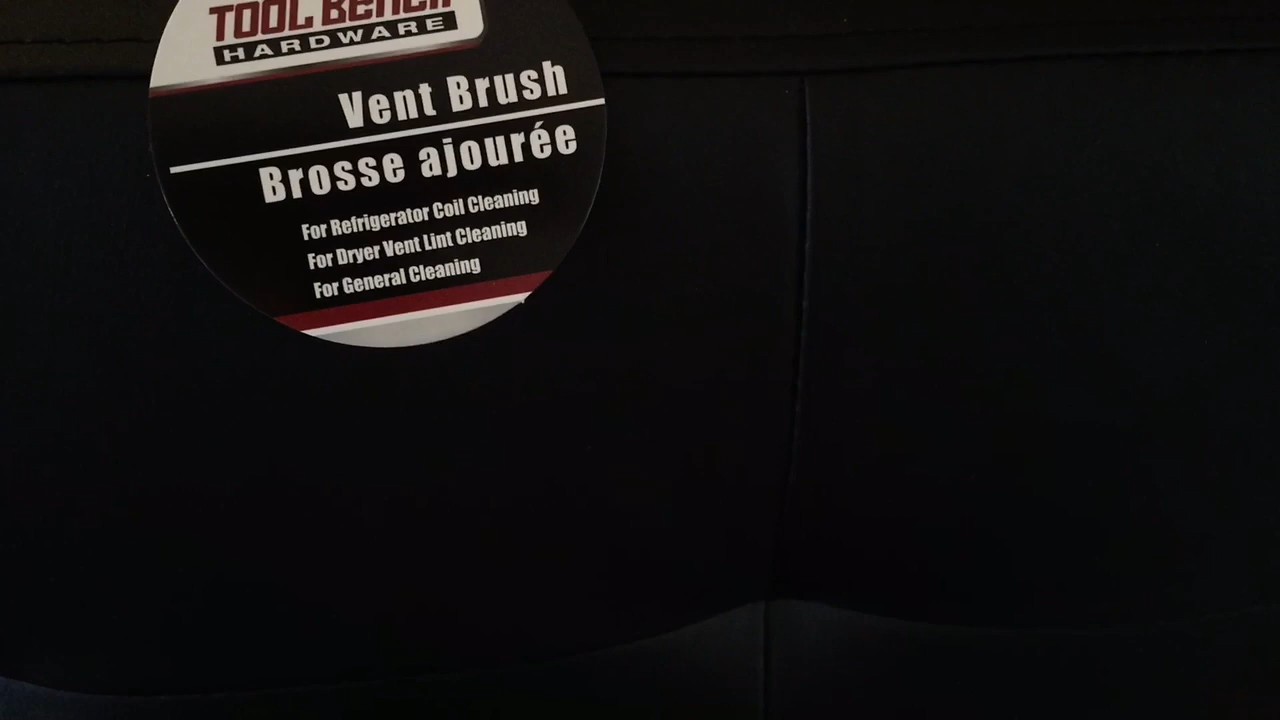 TOOL BENCH
HARDWARE
Vent Brush
Brosse ajourée
For Refrigerator Coil Cleaning
For Dryer Vent Lint Cleaning
For General Cleaning